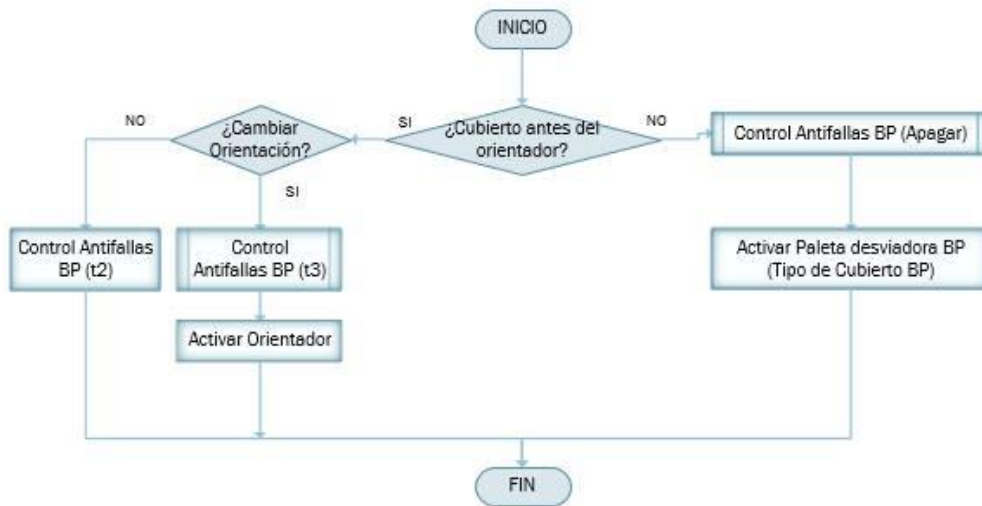 INICIO
NO
¿Cambiar
Orientación?
SI
¿Cubierto antes del
orientador?
NO
Control Antifallas BP (Apagar)
SI
Control Antifallas
BP (t2)
Control
Antifallas BP (t3)
Activar Paleta desviadora BP
(Tipo de Cubierto BP)
Activar Orientador
FIN